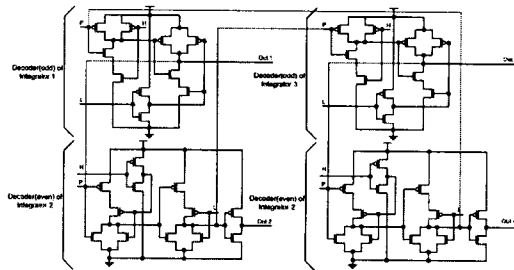 P
H
P
H
Out 1
Decoder(odd) of
Integrator 1
Decoder(odd) of
Integrator 3
L
L
H
H
P
P
Decoder(even) of
Integrator 2
Decoder(even) of
Integrator 2
Out 2